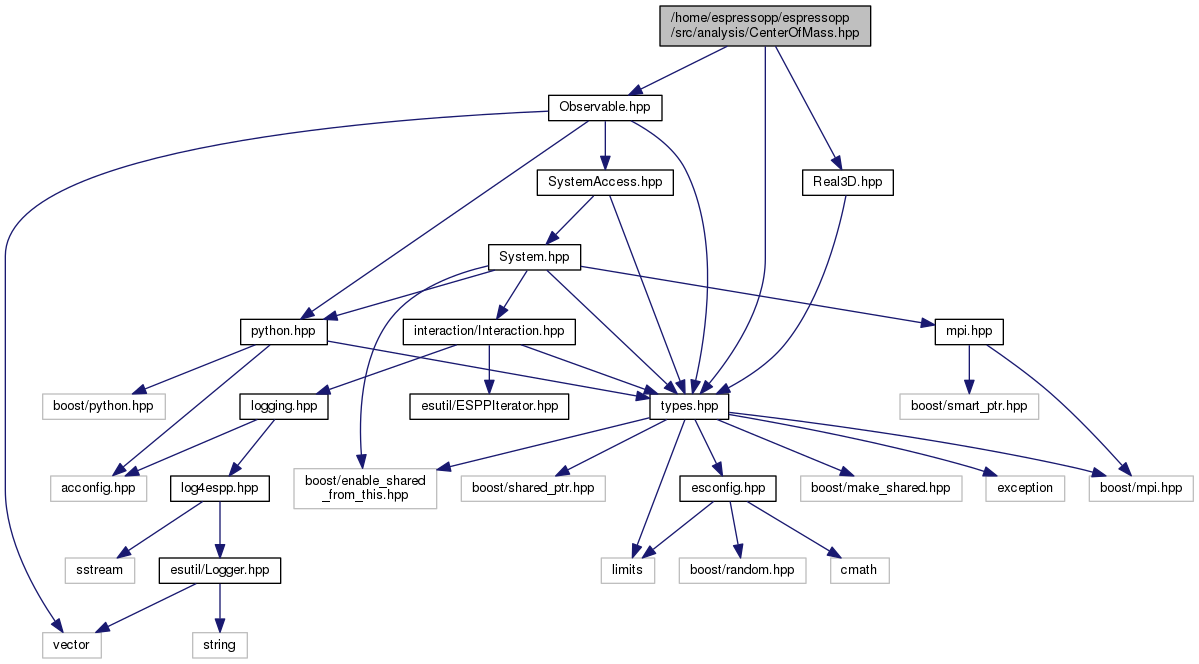 /home/espressopp/espressopp
/src/analysis/CenterOfMass.hpp
Observable.hpp
SystemAccess.hpp
Real3D.hpp
System.hpp
python.hpp
interaction/Interaction.hpp
mpi.hpp
boost/python.hpp
logging.hpp
esutil/ESPPIterator.hpp
types.hpp
boost/smart_ptr.hpp
acconfig.hpp
log4espp.hpp
boost/enable_shared
_from_this.hpp
boost/shared_ptr.hpp
esconfig.hpp
boost/make_shared.hpp
exception
boost/mpi.hpp
sstream
esutil/Logger.hpp
limits
boost/random.hpp
cmath
vector
string